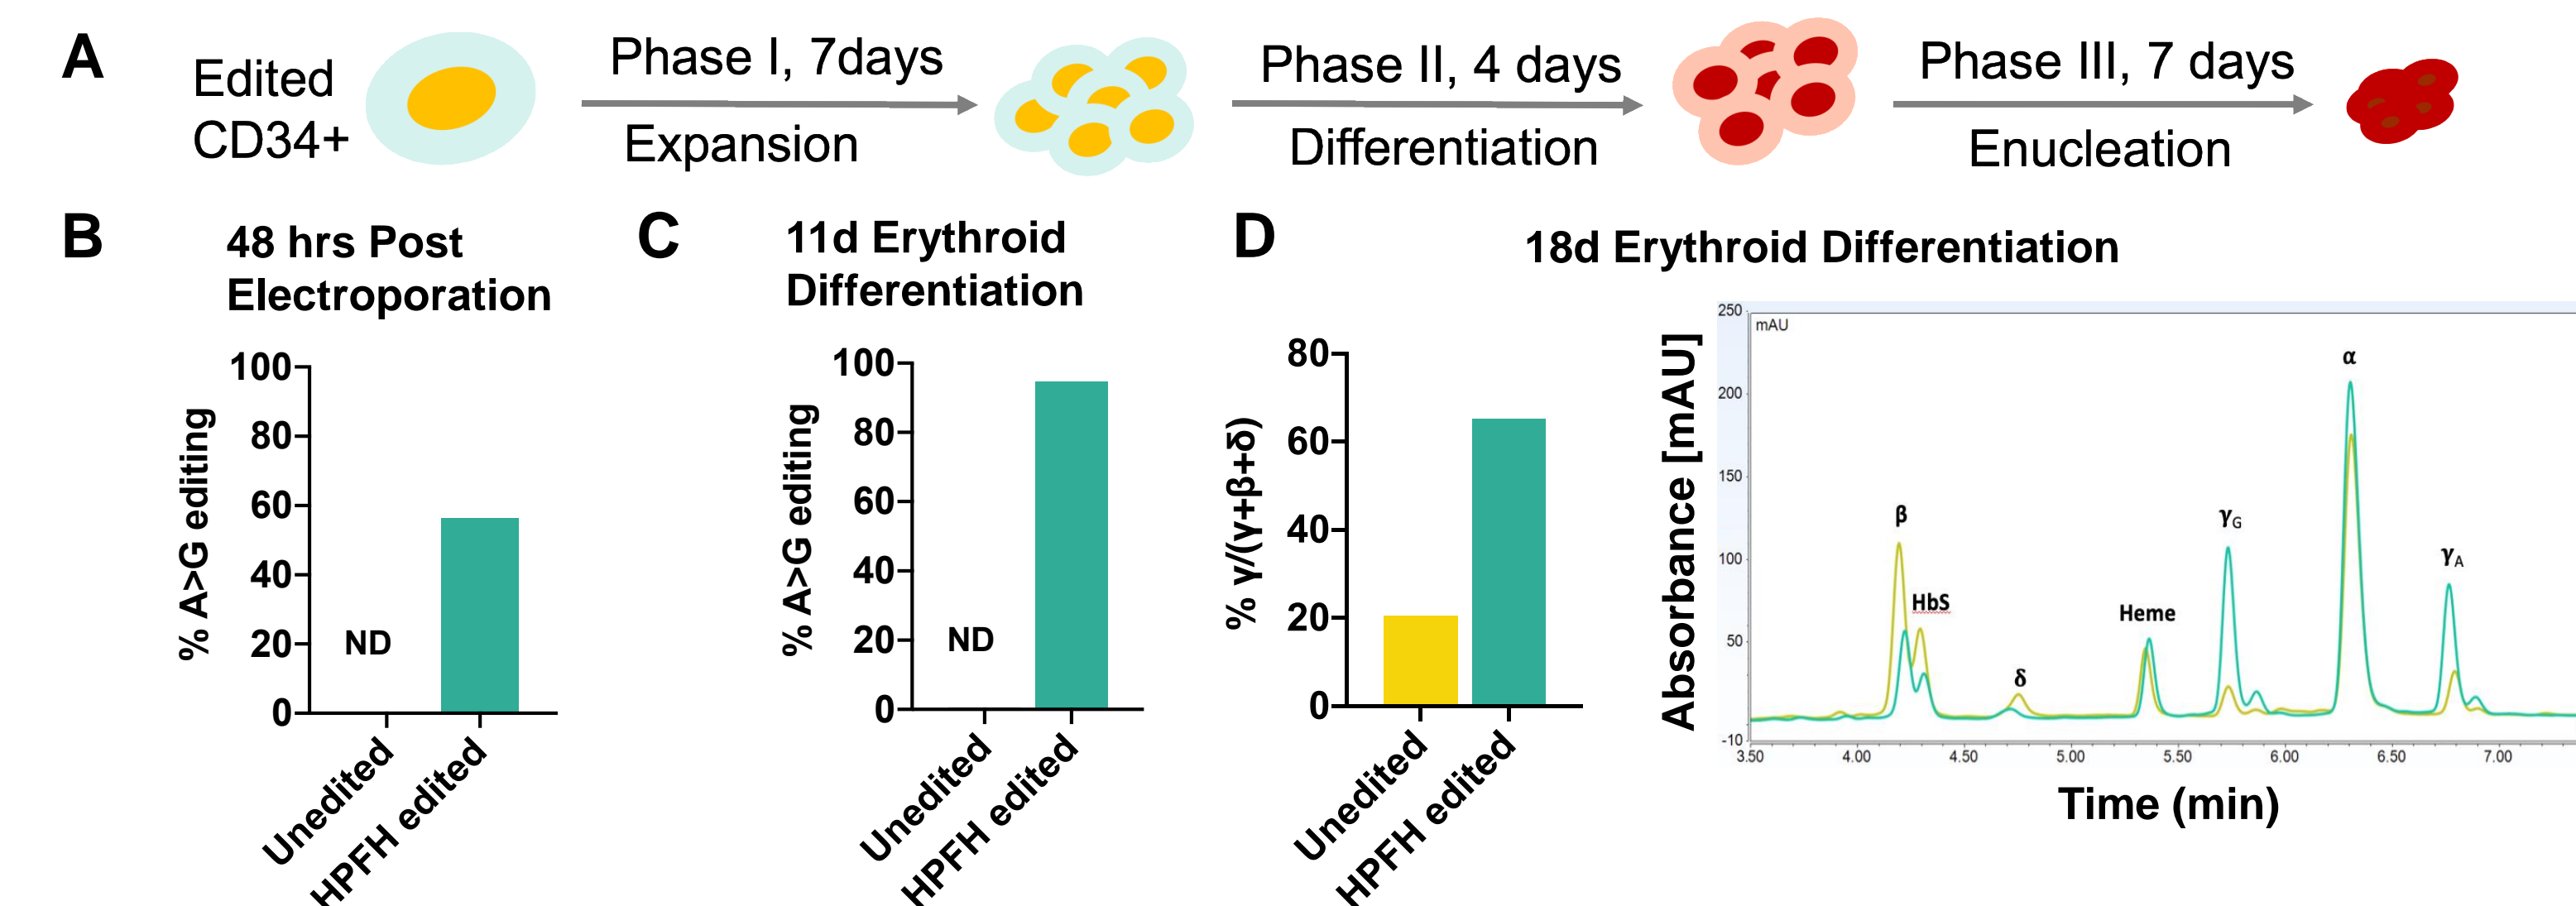 A
Edited
CD34+
Phase I, 7days
Expansion
Phase II, 4 days
Differentiation
Phase III, 7 days
Enucleation
B
48 hrs Post
Electroporation
% A>G editing
100
80
60
40
20
0
ND
Unedited
HPFH edited
C
11d Erythroid
Differentiation
% A>G editing
100
80
60
40
20
0
ND
Unedited
HPFH edited
D
18d Erythroid Differentiation
% γ/(γ+β+δ)
80
60
40
20
0
Unedited
HPFH edited
Absorbance [mAU]
250
200
150
100
50
-10
mAU
β
HbS
δ
Heme
γG
α
γA
3.50 4.00 4.50 5.00 5.50 6.00 6.50 7.00
Time (min)